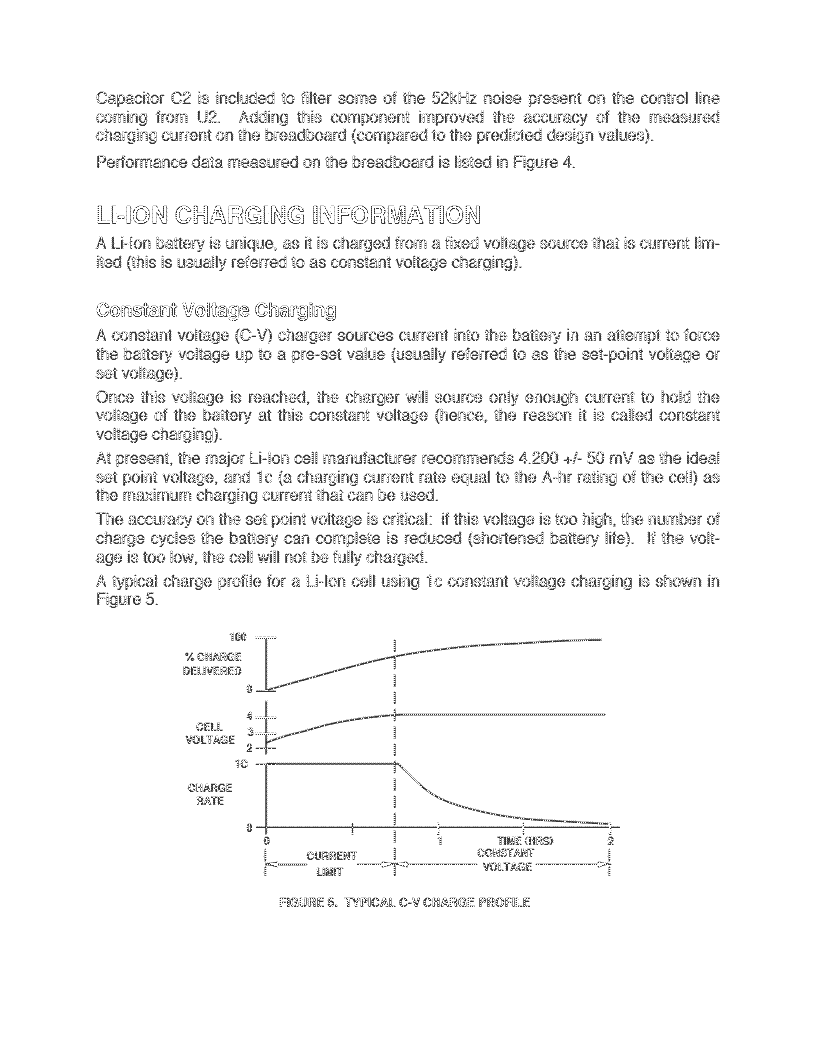 Capacitor C2 is included to filter some of the 52kHz noise present on the control line
coming from U2. Adding this component improved the accuracy of the measured
charging current on the breadboard (compared to the predicted design values).
Performance data measured on the breadboard is listed in Figure 4.
LI-ION CHARGING INFORMATION
A Li-Ion battery is unique, as it is charged from a fixed voltage source that is current lim-
ited (this is usually referred to as constant voltage charging).
Constant Voltage Charging
A constant voltage (C-V) charger sources current into the battery in an attempt to force
the battery voltage up to a pre-set value (usually referred to as the set-point voltage or
set voltage).
Once this voltage is reached, the charger will source only enough current to hold the
voltage of the battery at this constant voltage (hence, the reason it is called constant
voltage charging).
At present, the major Li-Ion cell manufacturer recommends 4.200 +/- 50 mV as the ideal
set point voltage, and 1c (a charging current rate equal to the A-hr rating of the cell) as
the maximum charging current that can be used.
The accuracy on the set point voltage is critical: if this voltage is too high, the number of
charge cycles the battery can complete is reduced (shortened battery life). If the volt-
age is too low, the cell will not be fully charged.
A typical charge profile for a Li-Ion cell using 1c constant voltage charging is shown in
Figure 5.
100
% CHARGE
DELIVERED
0
4
CELL
3
VOLTAGE
2
1C
CHARGE
RATE
0
0 1 TIME (HRS) 2
CURRENT CONSTANT
LIMIT VOLTAGE
FIGURE 5. TYPICAL C-V CHARGE PROFILE